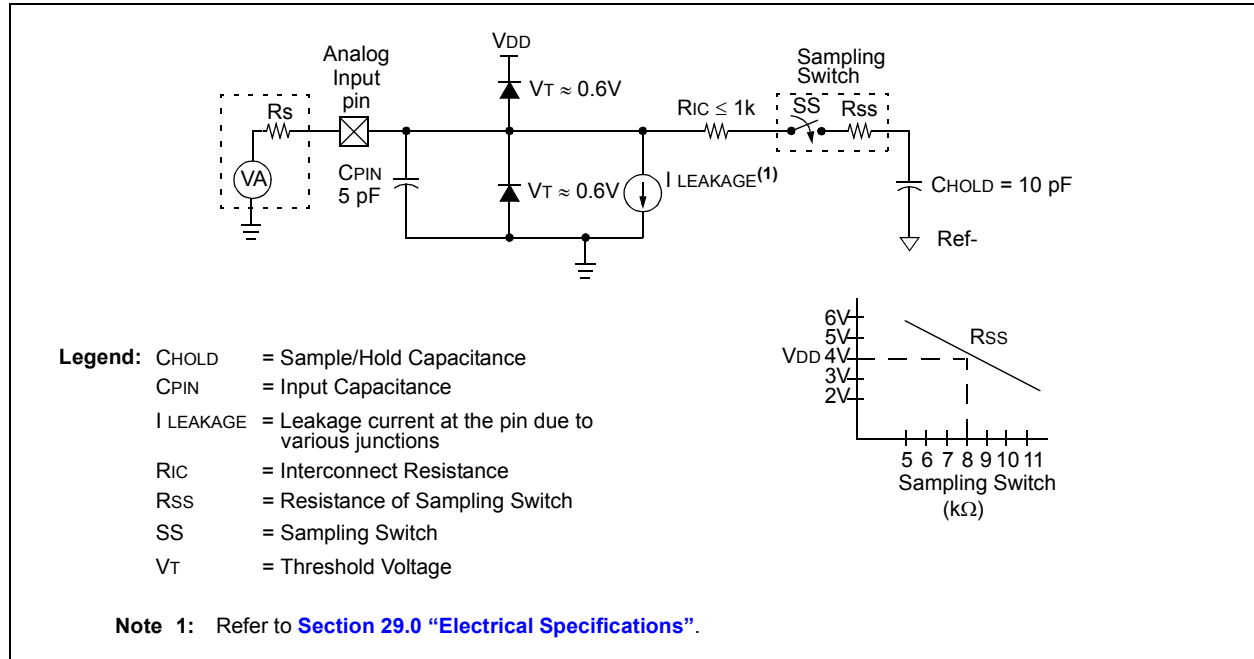 VDD
Analog
Input
pin
VT ≈ 0.6V
Sampling
Switch
Rs
RIC ≤ 1k
SS
Rss
VA
CPIN
5 pF
VT ≈ 0.6V
I LEAKAGE(1)
CHOLD = 10 pF
Ref-
6V
5V
VDD 4V
3V
2V
RSS
5 6 7 8 9 10 11
Sampling Switch
(kΩ)
Legend: CHOLD = Sample/Hold Capacitance
CPIN = Input Capacitance
I LEAKAGE = Leakage current at the pin due to
various junctions
RIC = Interconnect Resistance
RSS = Resistance of Sampling Switch
SS = Sampling Switch
VT = Threshold Voltage
Note 1: Refer to Section 29.0 “Electrical Specifications”.